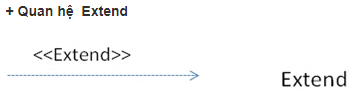 + Quan hệ Extend
<<Extend>>
Extend